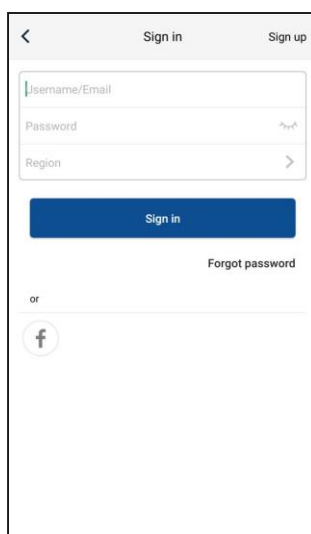 Sign in Sign up
Username/Email
Password
Region
Sign in
Forgot password
or
f